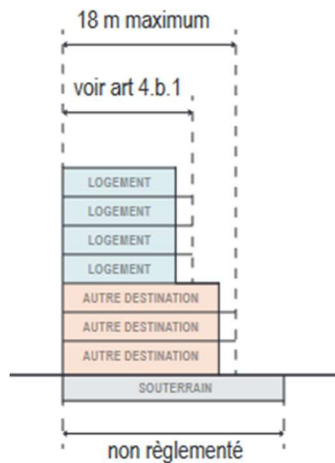 18 m maximum
voir art 4.b.1
LOGEMENT
LOGEMENT
LOGEMENT
LOGEMENT
AUTRE DESTINATION
AUTRE DESTINATION
AUTRE DESTINATION
SOUTERRAIN
non règlementé